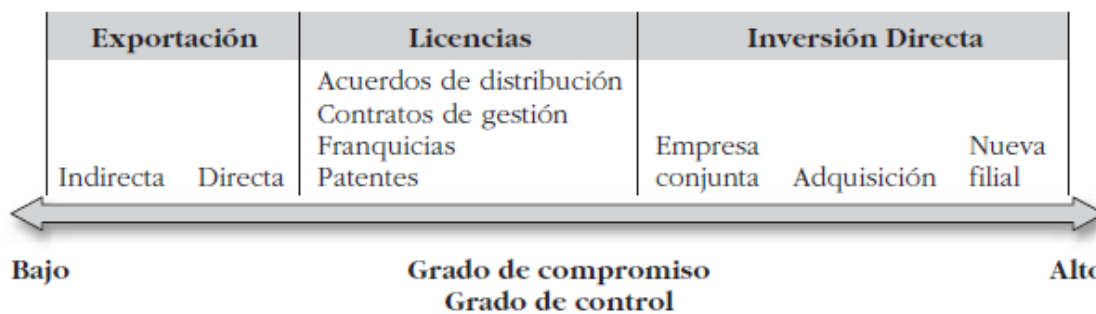 Exportación Licencias Inversión Directa
Acuerdos de distribución
Contratos de gestión
Franquicias Empresa Nueva
Indirecta Directa Patentes conjunta Adquisición filial
Bajo Grado de compromiso Alto
Grado de control